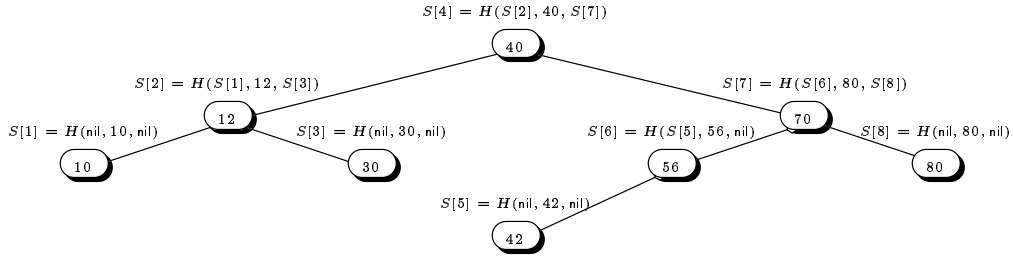 S[4] = H(S[2], 40, S[7])
40
S[2] = H(S[1], 12, S[3])
S[7] = H(S[6], 80, S[8])
12
70
S[1] = H(nil, 10, nil)
S[3] = H(nil, 30, nil)
S[6] = H(S[5], 56, nil)
S[8] = H(nil, 80, nil)
10
30
56
80
S[5] = H(nil, 42, nil)
42